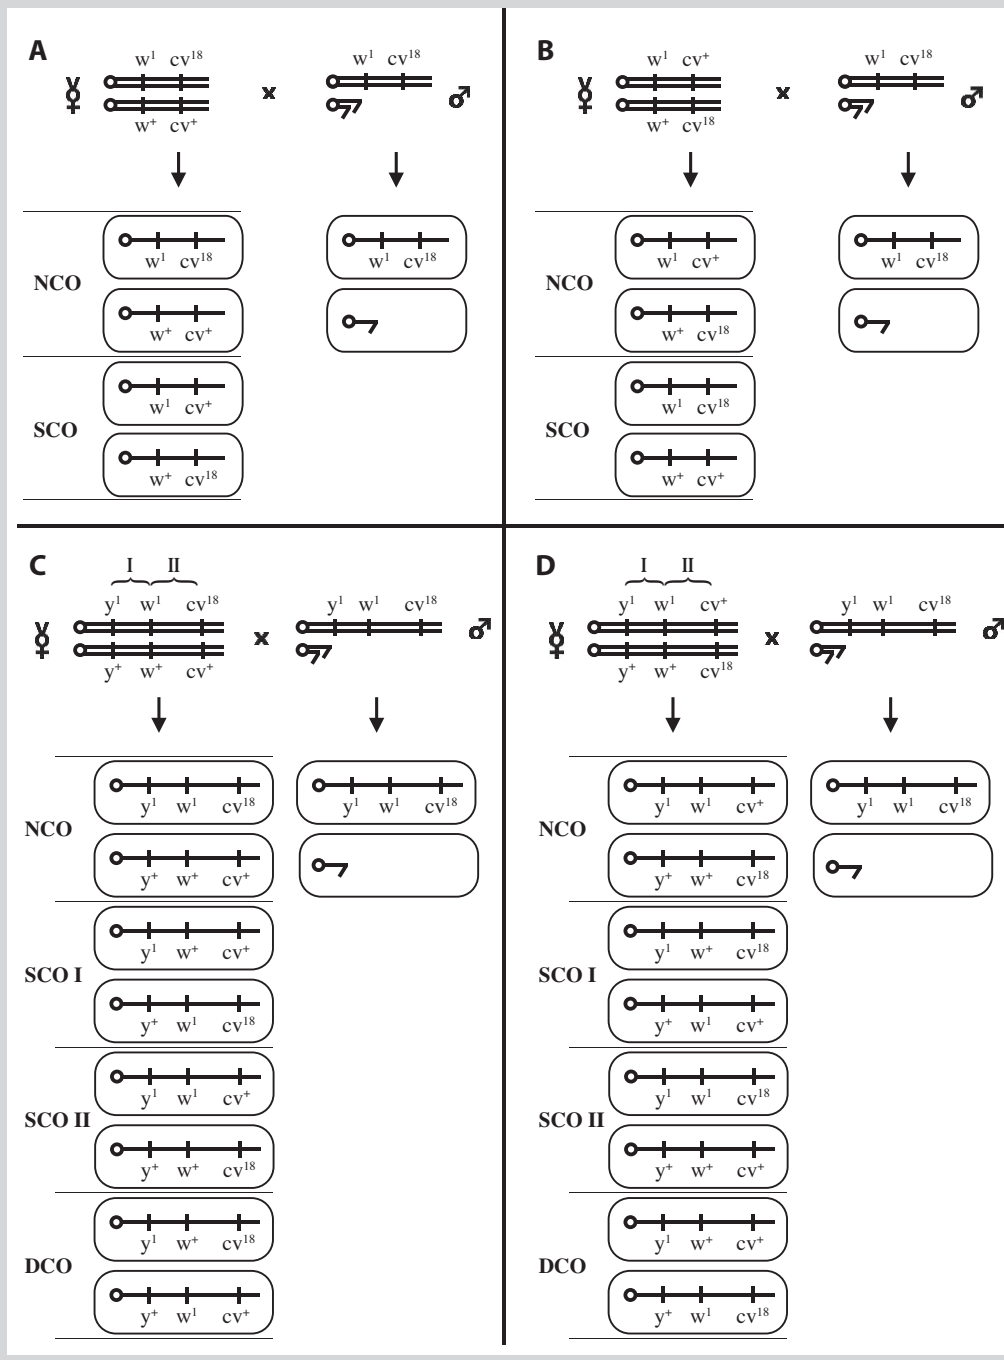 A
w¹ cv¹⁸
w¹ cv¹⁸
x
w⁺ cv⁺
NCO
w¹ cv¹⁸
w¹ cv¹⁸
w⁺ cv⁺
SCO
w¹ cv⁺
w⁺ cv¹⁸
B
w¹ cv⁺
w¹ cv¹⁸
x
w⁺ cv¹⁸
NCO
w¹ cv⁺
w¹ cv¹⁸
w⁺ cv¹⁸
SCO
w¹ cv¹⁸
w⁺ cv⁺
C
I II
y¹ w¹ cv¹⁸
y¹ w¹ cv¹⁸
x
y⁺ w⁺ cv⁺
NCO
y¹ w¹ cv¹⁸
y¹ w¹ cv¹⁸
y⁺ w⁺ cv⁺
SCO I
y¹ w⁺ cv⁺
y⁺ w¹ cv¹⁸
SCO II
y¹ w¹ cv⁺
y⁺ w⁺ cv¹⁸
DCO
y¹ w⁺ cv¹⁸
y⁺ w¹ cv⁺
D
I II
y¹ w¹ cv⁺
y¹ w¹ cv¹⁸
x
y⁺ w⁺ cv¹⁸
NCO
y¹ w¹ cv⁺
y¹ w¹ cv¹⁸
y⁺ w⁺ cv¹⁸
SCO I
y¹ w⁺ cv¹⁸
y⁺ w¹ cv⁺
SCO II
y¹ w¹ cv¹⁸
y⁺ w⁺ cv⁺
DCO
y¹ w⁺ cv⁺
y⁺ w¹ cv¹⁸